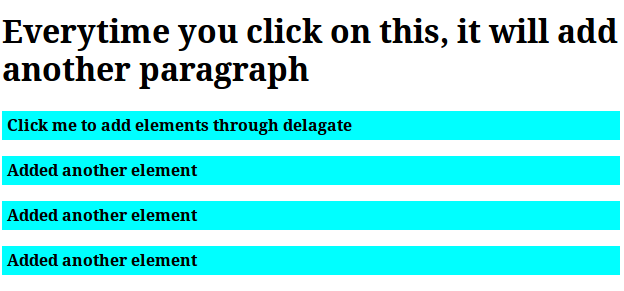 Everytime you click on this, it will add
another paragraph
Click me to add elements through delagate
Added another element
Added another element
Added another element